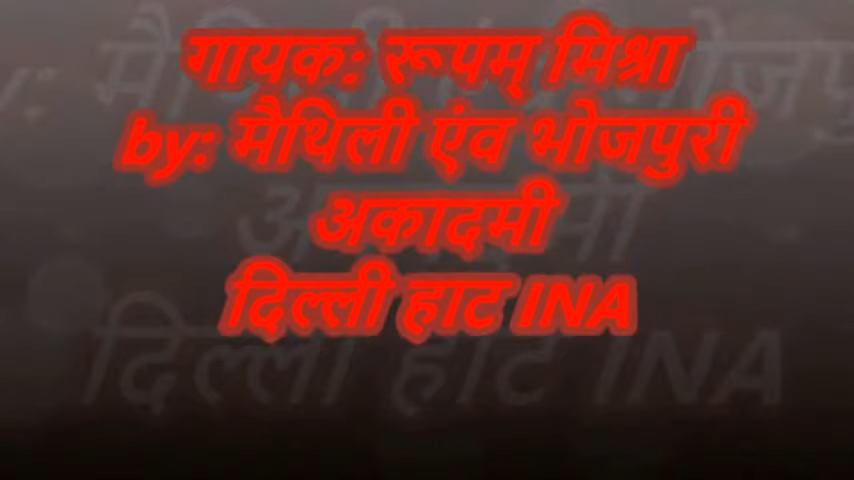 गायक: रूपम् मिश्रा
by: मैथिली एंव भोजपुरी
अकादमी
दिल्ली हाट INA